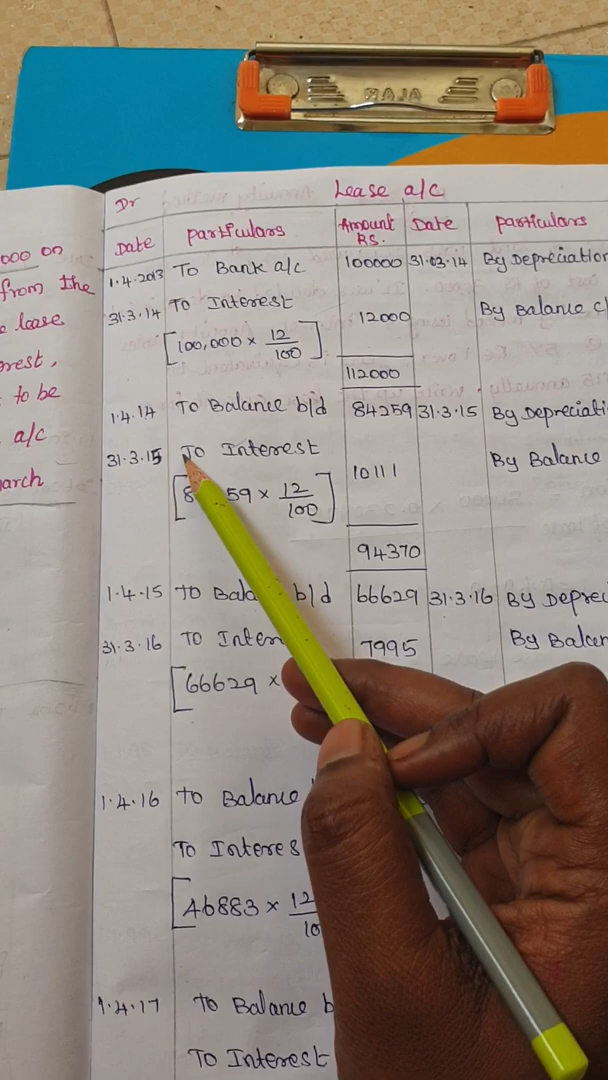 RAJA
Dr Lease a/c
Date Particulars Amount RS. Date Particulars
1.4.2013 To Bank a/c 100000 31.03.14 By Depreciation
31.3.14 To Interest 12000 By Balance c/
[100,000 × 12/100]
112000
1.4.14 To Balance b/d 84259 31.3.15 By Depreciati
31.3.15 To Interest 10111 By Balance
[8 59 × 12/100]
94370
1.4.15 To Bala b/d 66629 31.3.16 By Deprec
31.3.16 To Inter 7995 By Balan
[66629 ×
1.4.16 To Balance
To Interes
[46883 × 12/10
1.4.17 To Balance b
To Interest
000 on
from the
lease
rest,
to be
a/c
arch